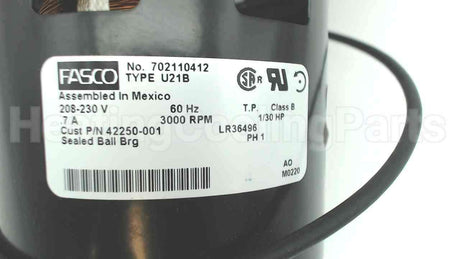 FASCO
No. 702110412
TYPE U21B
Assembled In Mexico
208-230 V 60 Hz T.P. Class B
.7 A 3000 RPM 1/30 HP
Cust P/N 42250-001 LR36496
Sealed Ball Brg PH 1
AO
M0220
HeatingCoolingParts